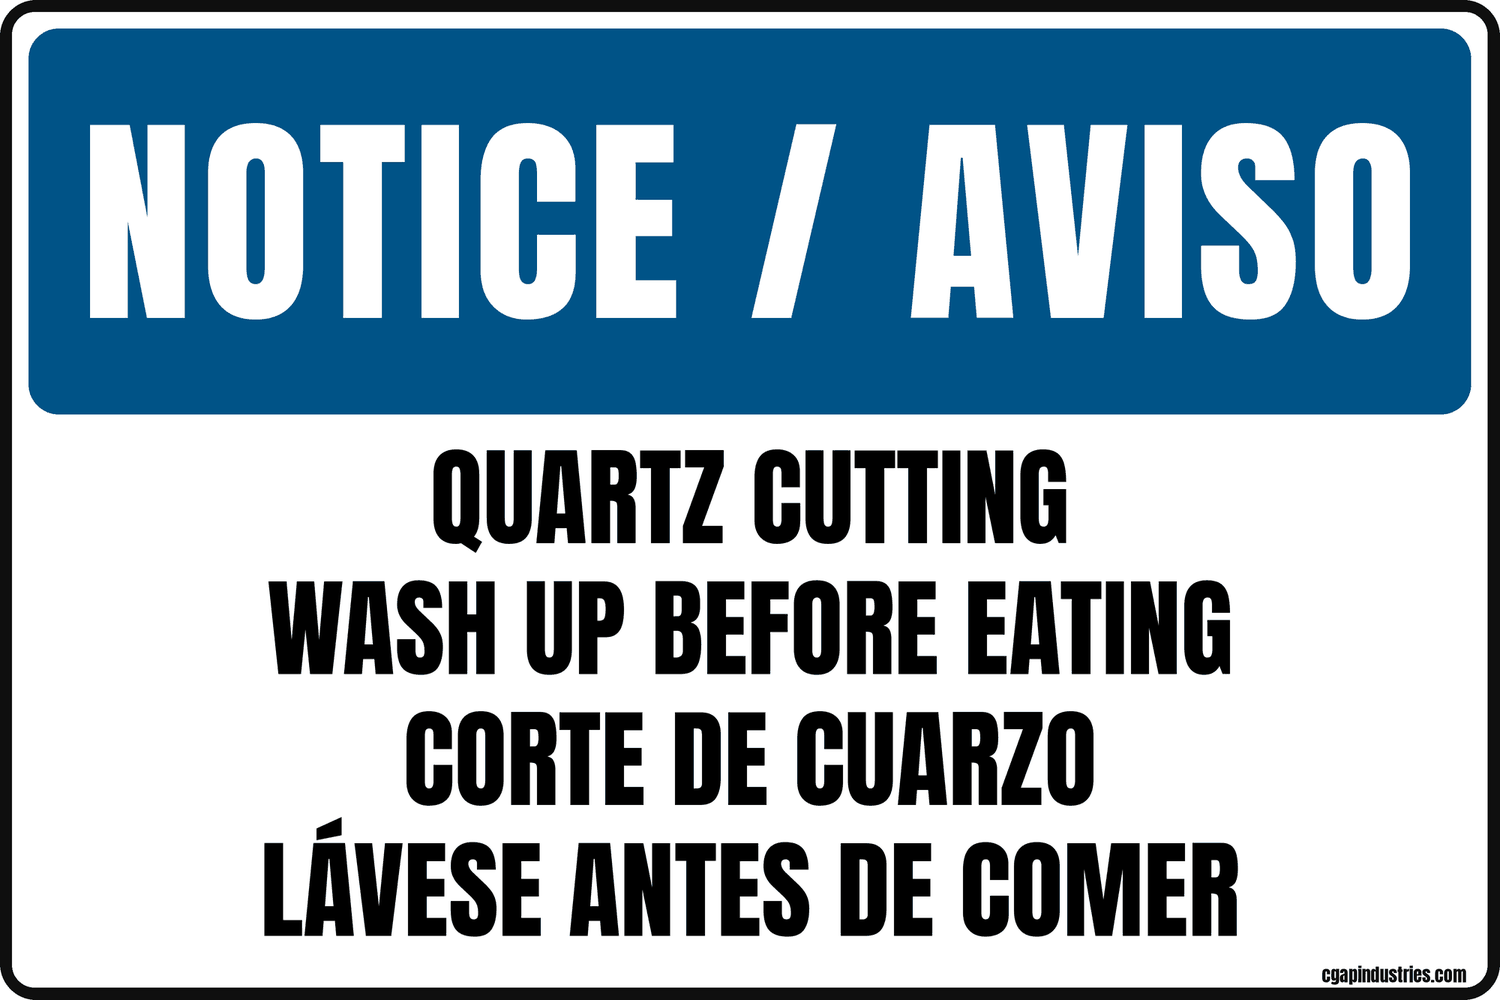 NOTICE / AVISO
QUARTZ CUTTING
WASH UP BEFORE EATING
CORTE DE CUARZO
LÁVESE ANTES DE COMER
cgapindustries.com